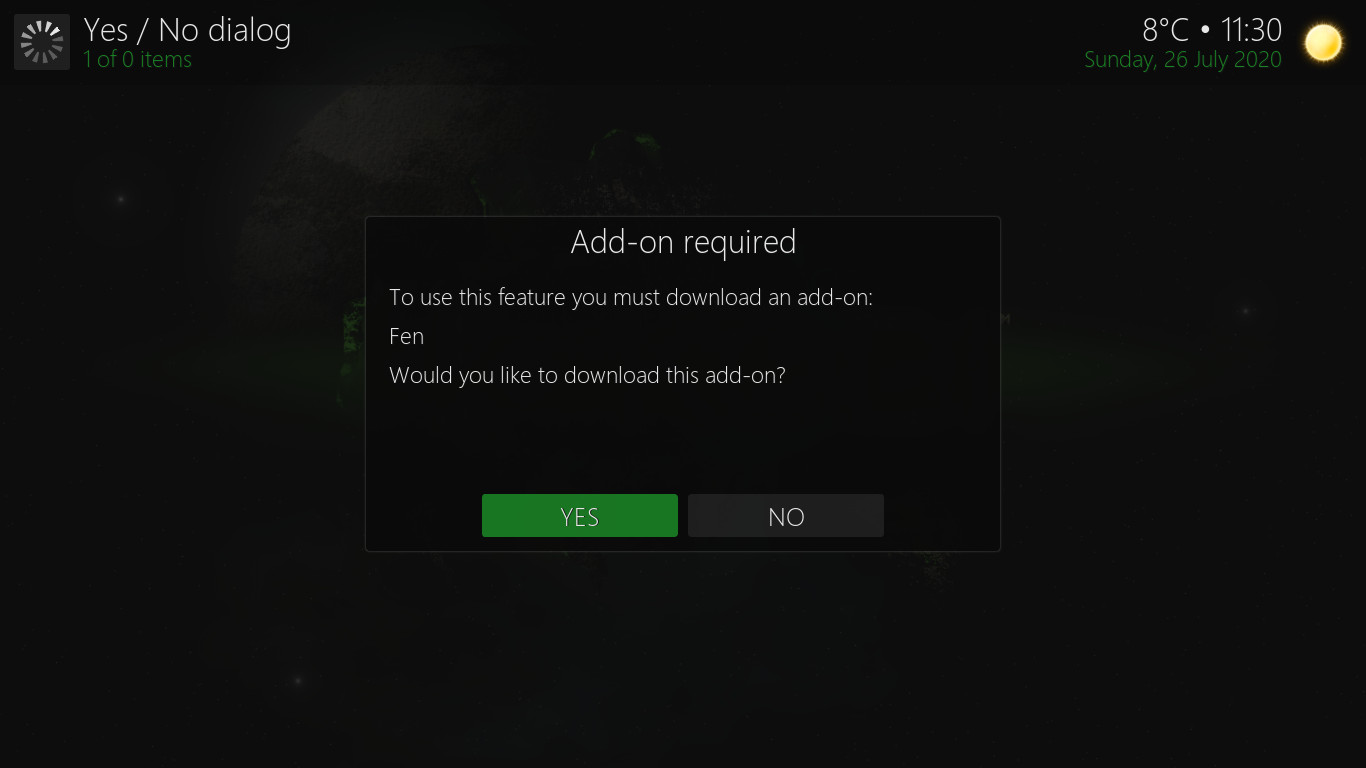 Yes / No dialog
1 of 0 items
8°C • 11:30
Sunday, 26 July 2020
Add-on required
To use this feature you must download an add-on:
Fen
Would you like to download this add-on?
YES
NO